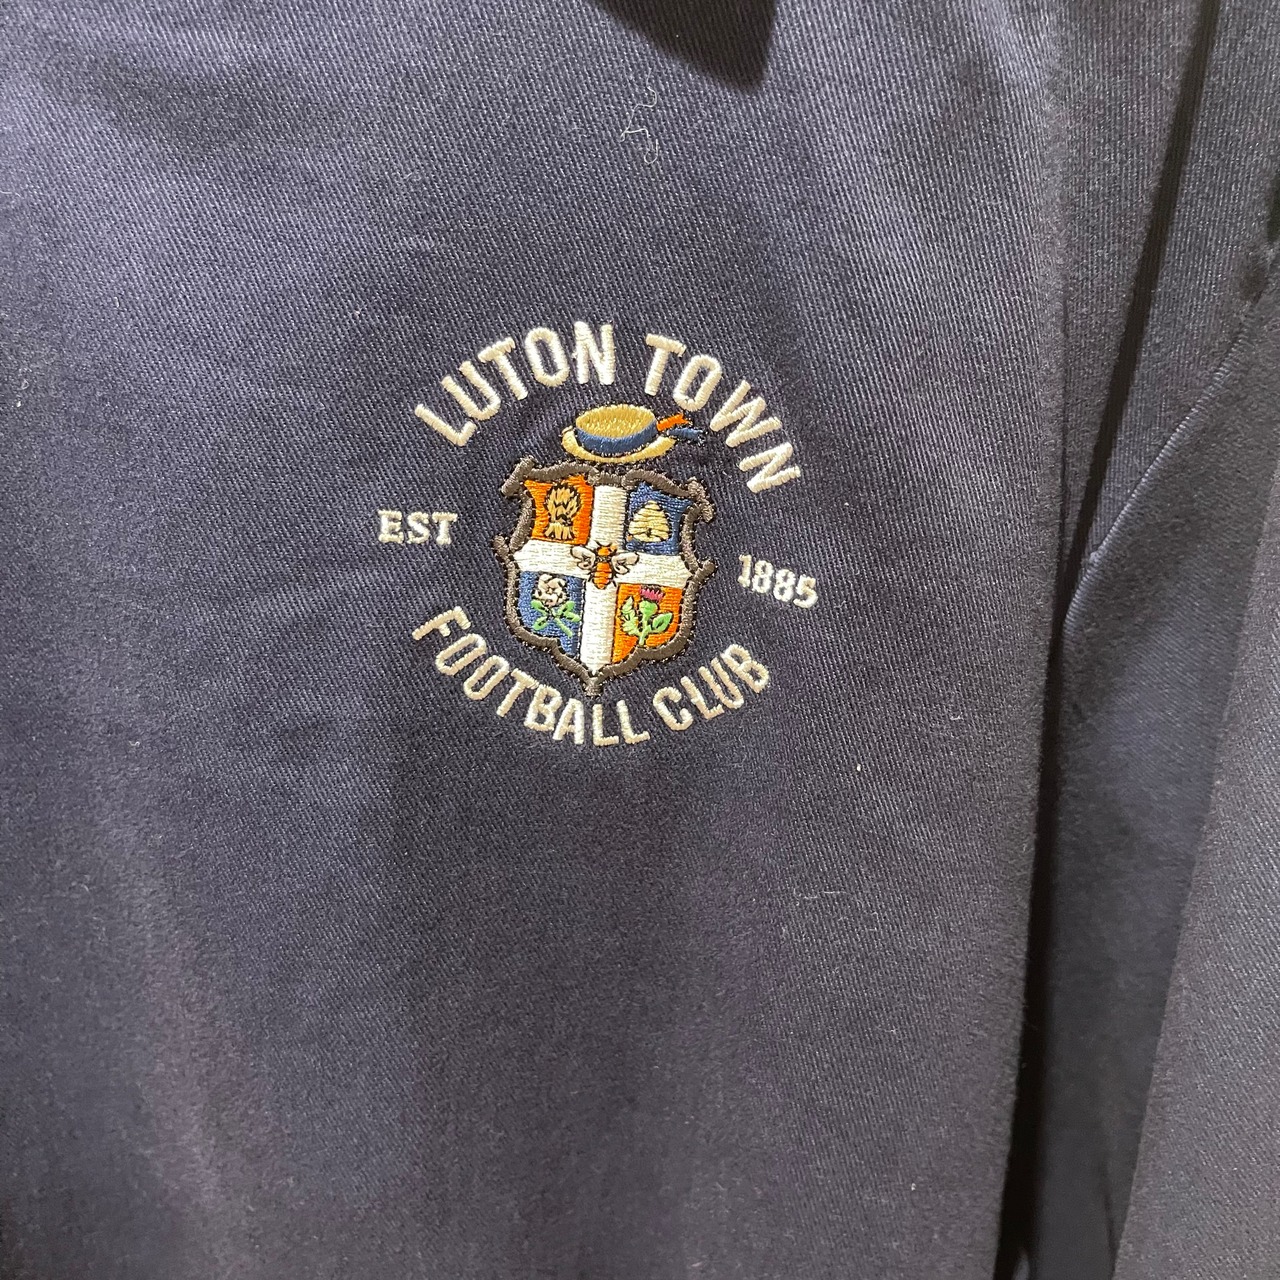 LUTON TOWN
EST
1885
FOOTBALL CLUB